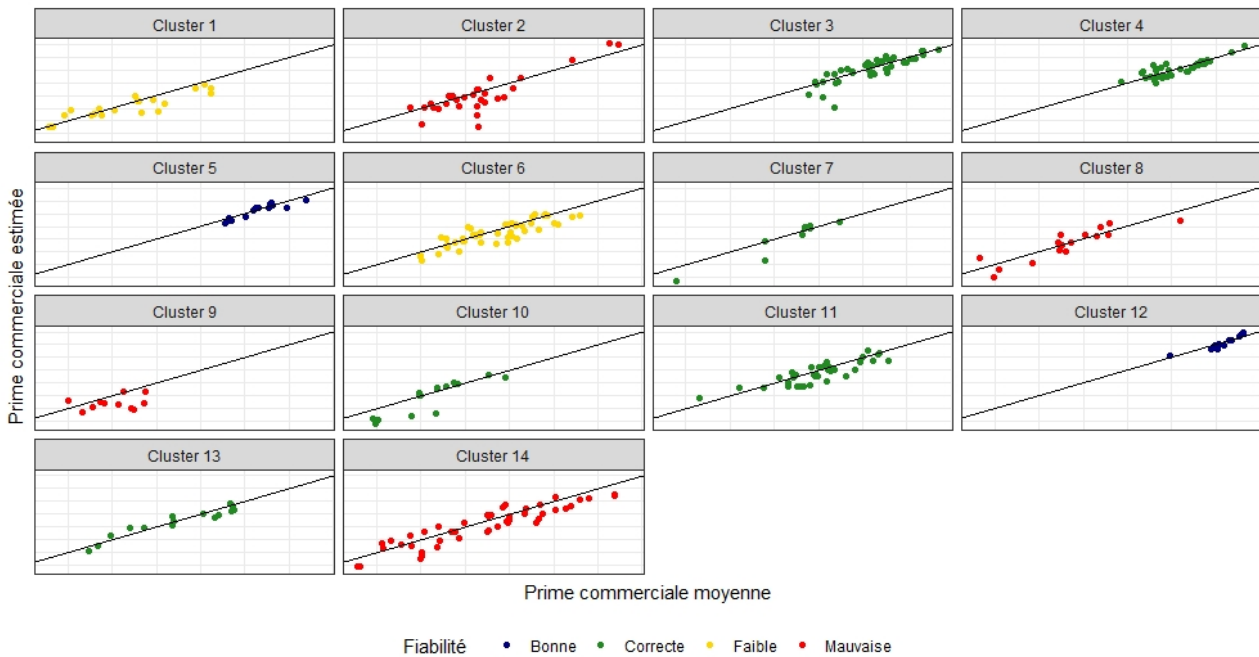 Cluster 1
Cluster 2
Cluster 3
Cluster 4
Cluster 5
Cluster 6
Cluster 7
Cluster 8
Cluster 9
Cluster 10
Cluster 11
Cluster 12
Cluster 13
Cluster 14
Prime commerciale estimée
Prime commerciale moyenne
Fiabilité Bonne Correcte Faible Mauvaise